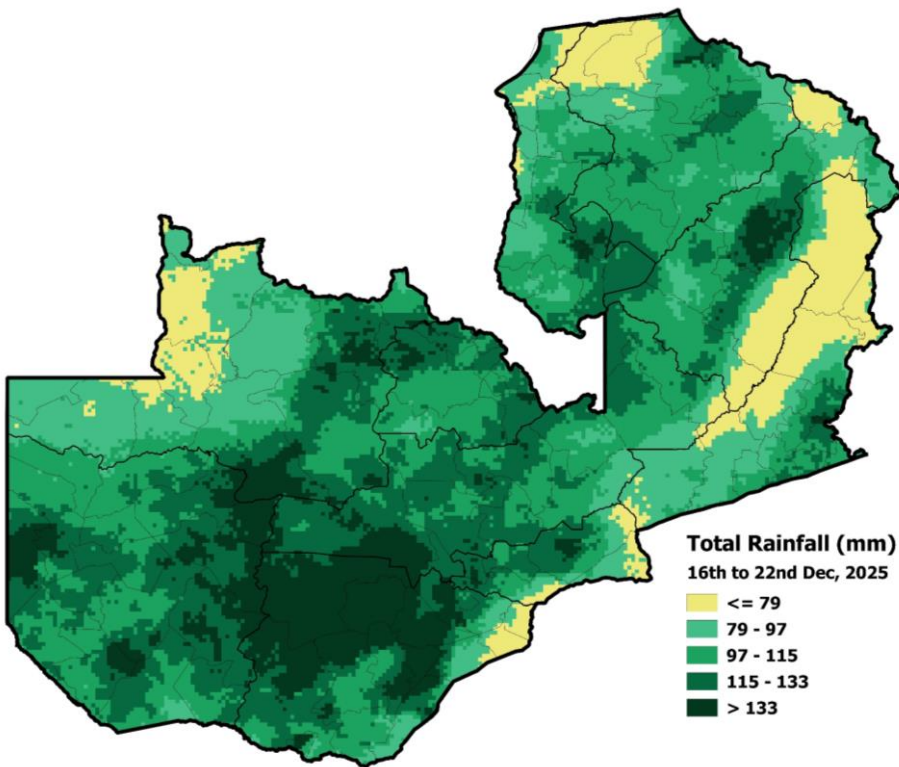 Total Rainfall (mm)
16th to 22nd Dec, 2025
<= 79
79 - 97
97 - 115
115 - 133
> 133